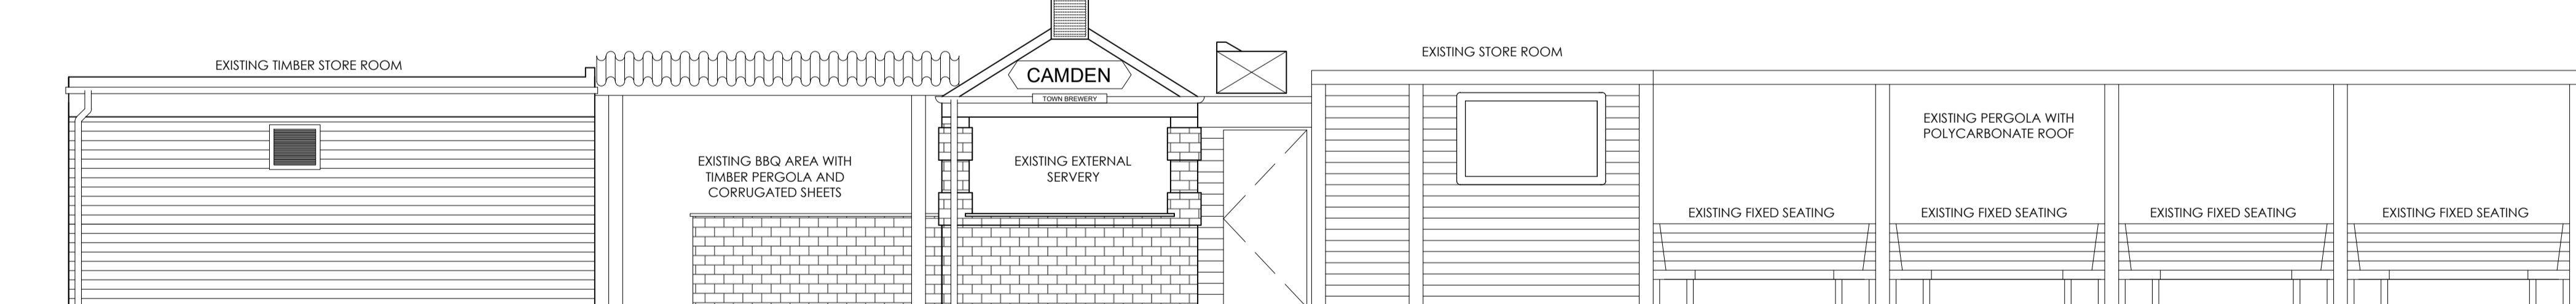 EXISTING TIMBER STORE ROOM
EXISTING BBQ AREA WITH
TIMBER PERGOLA AND
CORRUGATED SHEETS
CAMDEN
TOWN BREWERY
EXISTING EXTERNAL
SERVERY
EXISTING STORE ROOM
EXISTING PERGOLA WITH
POLYCARBONATE ROOF
EXISTING FIXED SEATING
EXISTING FIXED SEATING
EXISTING FIXED SEATING
EXISTING FIXED SEATING